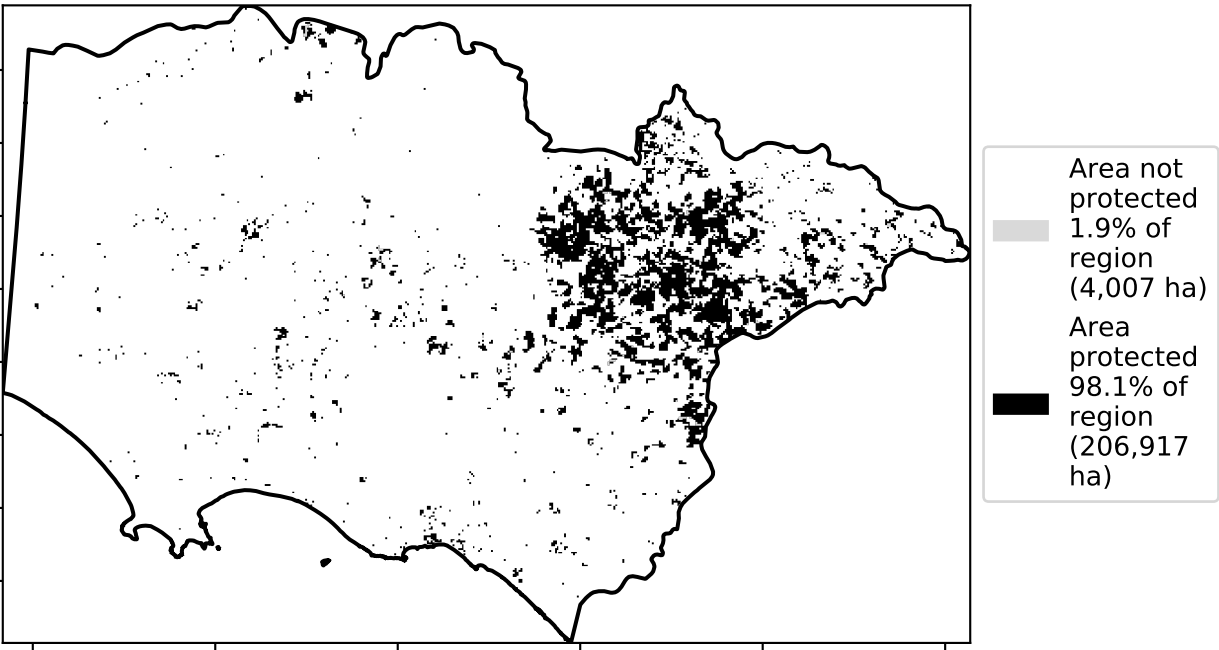 Area not
protected
1.9% of
region
(4,007 ha)
Area
protected
98.1% of
region
(206,917
ha)